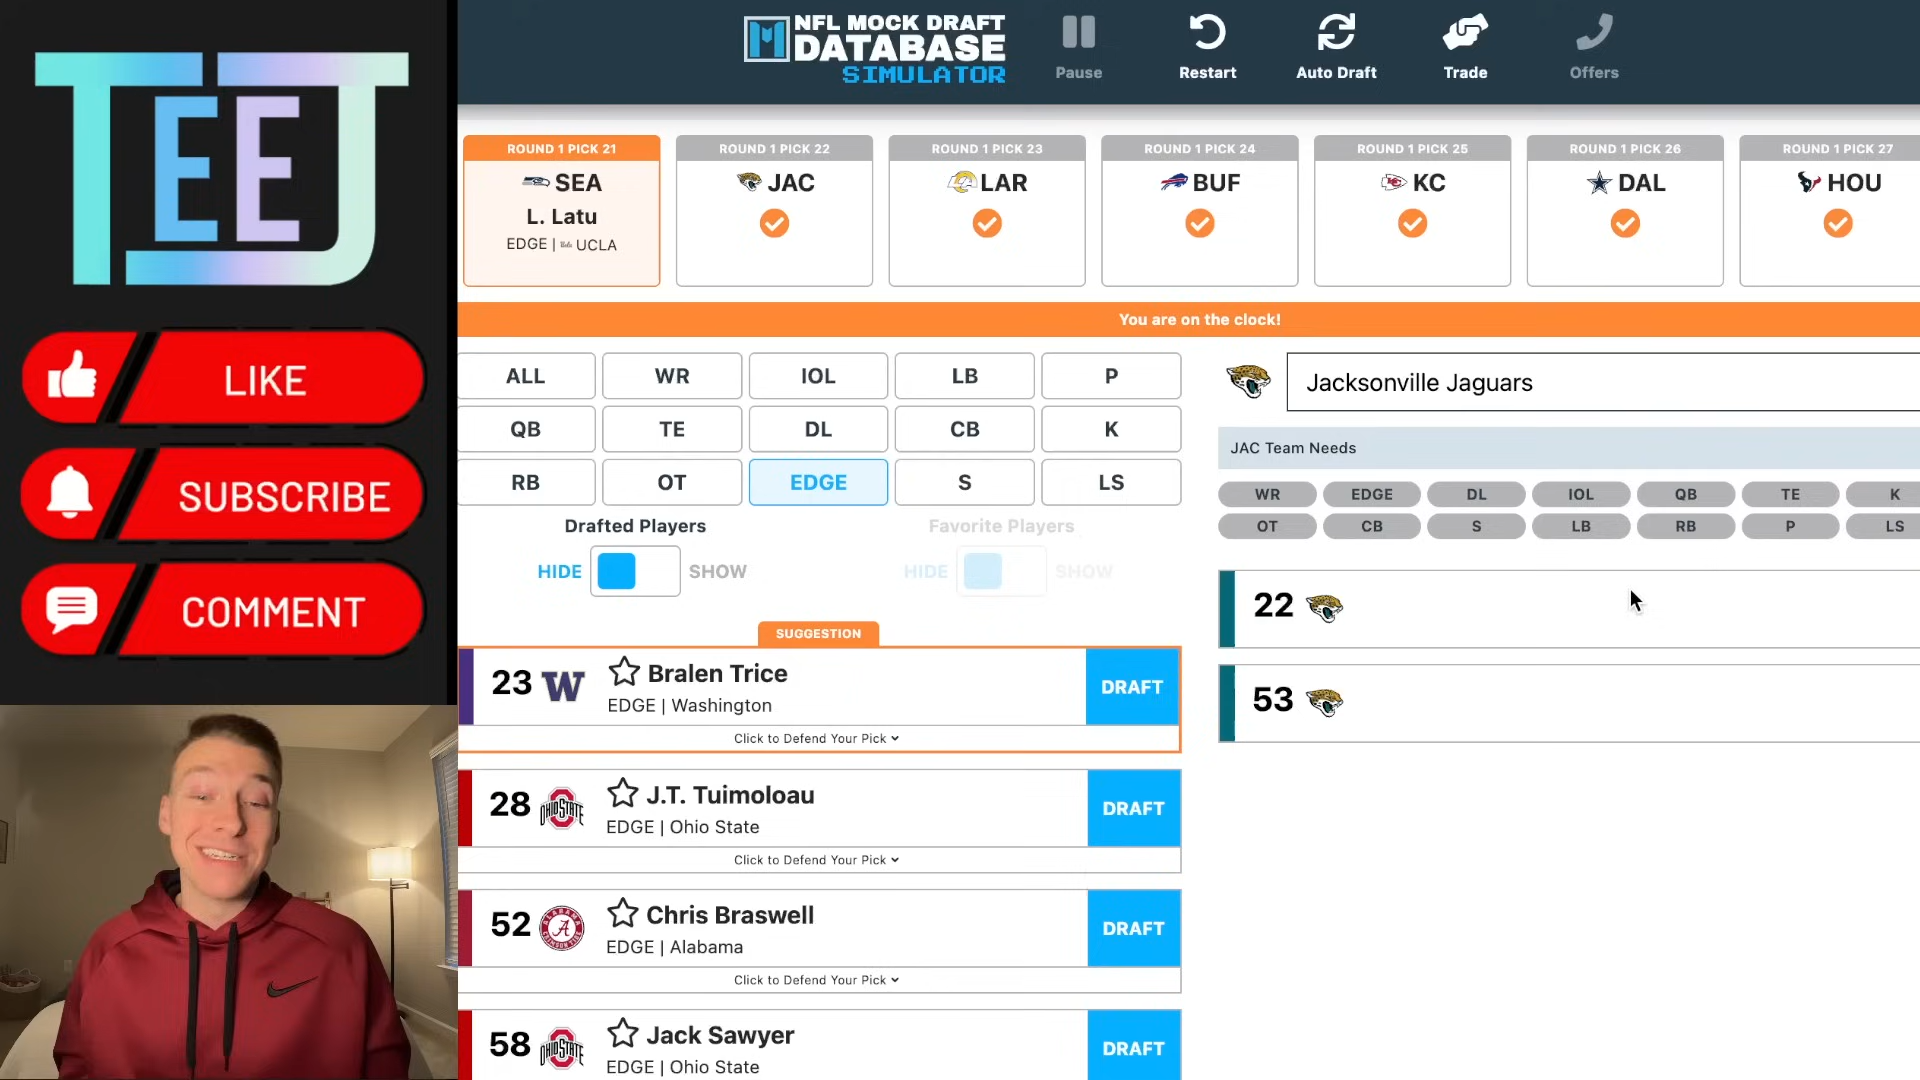 TEEJ
LIKE
SUBSCRIBE
COMMENT
NFL MOCK DRAFT
DATABASE
SIMULATOR
Pause
Restart
Auto Draft
Trade
Offers
ROUND 1 PICK 21
SEA
L. Latu
EDGE | UCLA
ROUND 1 PICK 22
JAC
ROUND 1 PICK 23
LAR
ROUND 1 PICK 24
BUF
ROUND 1 PICK 25
KC
ROUND 1 PICK 26
DAL
ROUND 1 PICK 27
HOU
You are on the clock!
ALL WR IOL LB P
QB TE DL CB K
RB OT EDGE S LS
Drafted Players
HIDE SHOW
Favorite Players
HIDE SHOW
SUGGESTION
23 W Bralen Trice
EDGE | Washington
DRAFT
Click to Defend Your Pick
28 OHIO STATE J.T. Tuimoloau
EDGE | Ohio State
DRAFT
Click to Defend Your Pick
52 A Chris Braswell
EDGE | Alabama
DRAFT
Click to Defend Your Pick
58 OHIO STATE Jack Sawyer
EDGE | Ohio State
DRAFT
Jacksonville Jaguars
JAC Team Needs
WR EDGE DL IOL QB TE K
OT CB S LB RB P LS
22
53